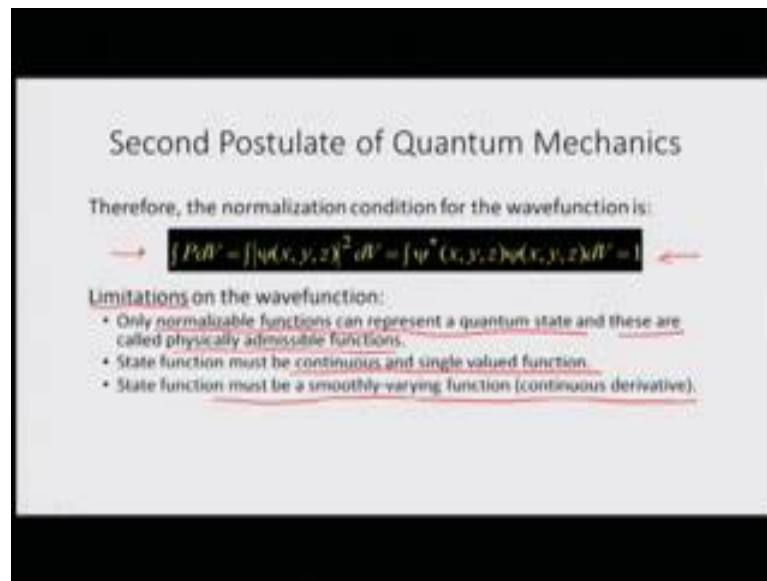 Second Postulate of Quantum Mechanics
Therefore, the normalization condition for the wavefunction is:
∫ PdV = ∫|ψ(x, y, z)|² dV = ∫ ψ*(x, y, z)ψ(x, y, z)dV = 1
Limitations on the wavefunction:
• Only normalizable functions can represent a quantum state and these are
called physically admissible functions.
• State function must be continuous and single valued function.
• State function must be a smoothly-varying function (continuous derivative).